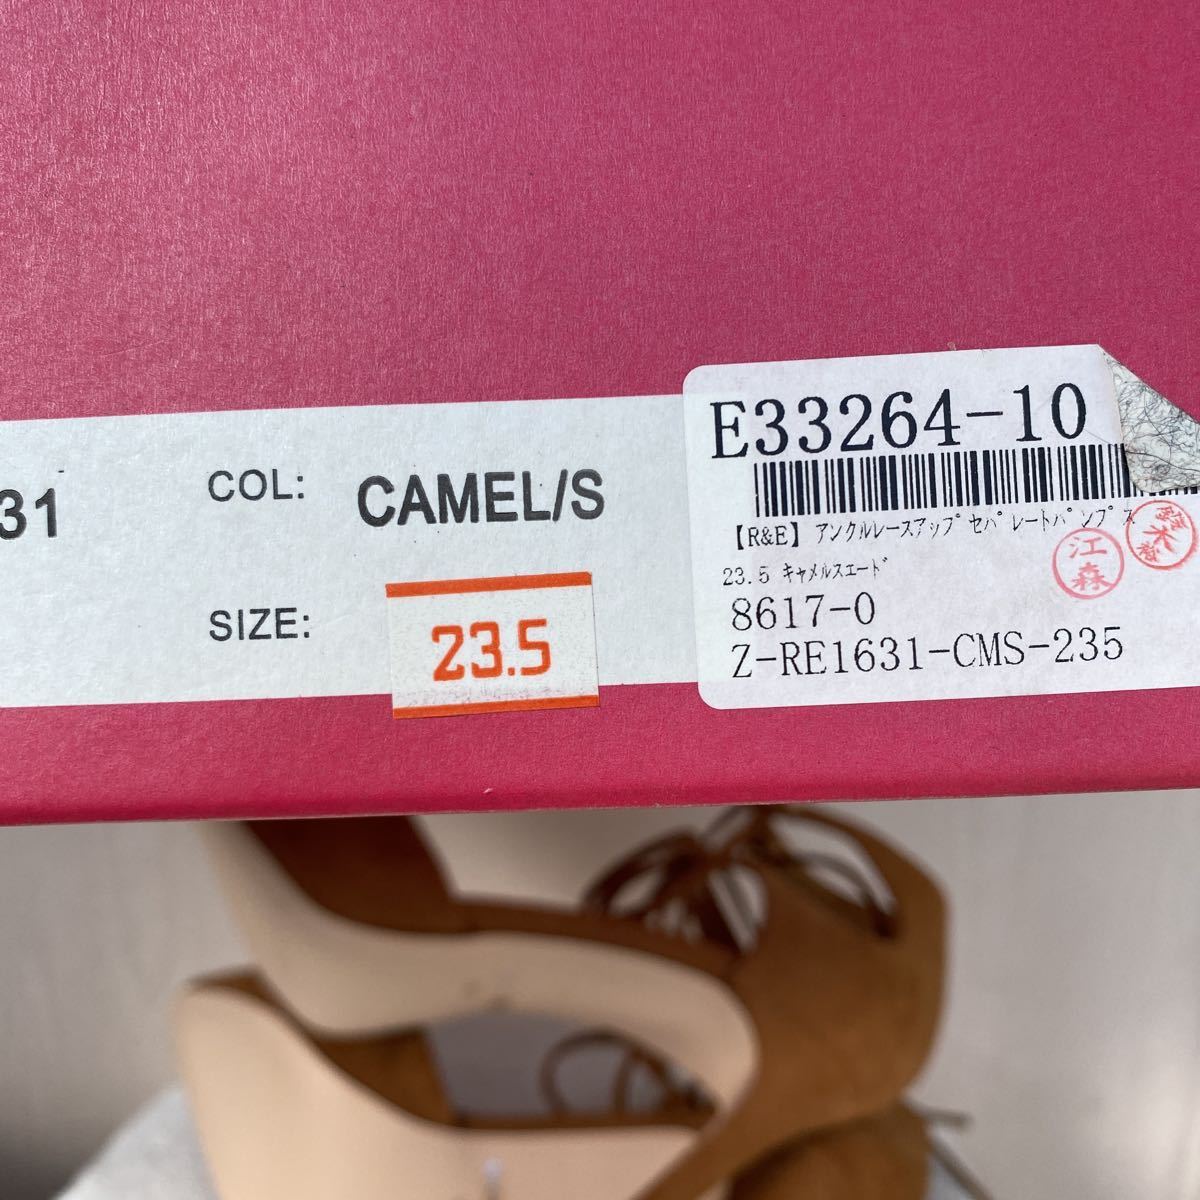 31
COL: CAMEL/S
SIZE: 23.5
E33264-10
【R&E】アンクルレースアップセパレートパンプス
23.5 キャメルスエード
8617-0
Z-RE1631-CMS-235
江森